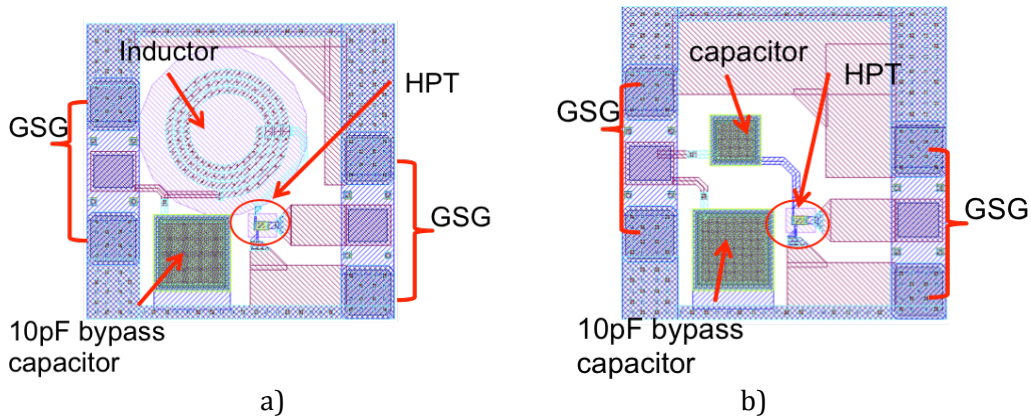 Inductor
HPT
GSG
GSG
10pF bypass
capacitor
a)
capacitor
HPT
GSG
GSG
10pF bypass
capacitor
b)